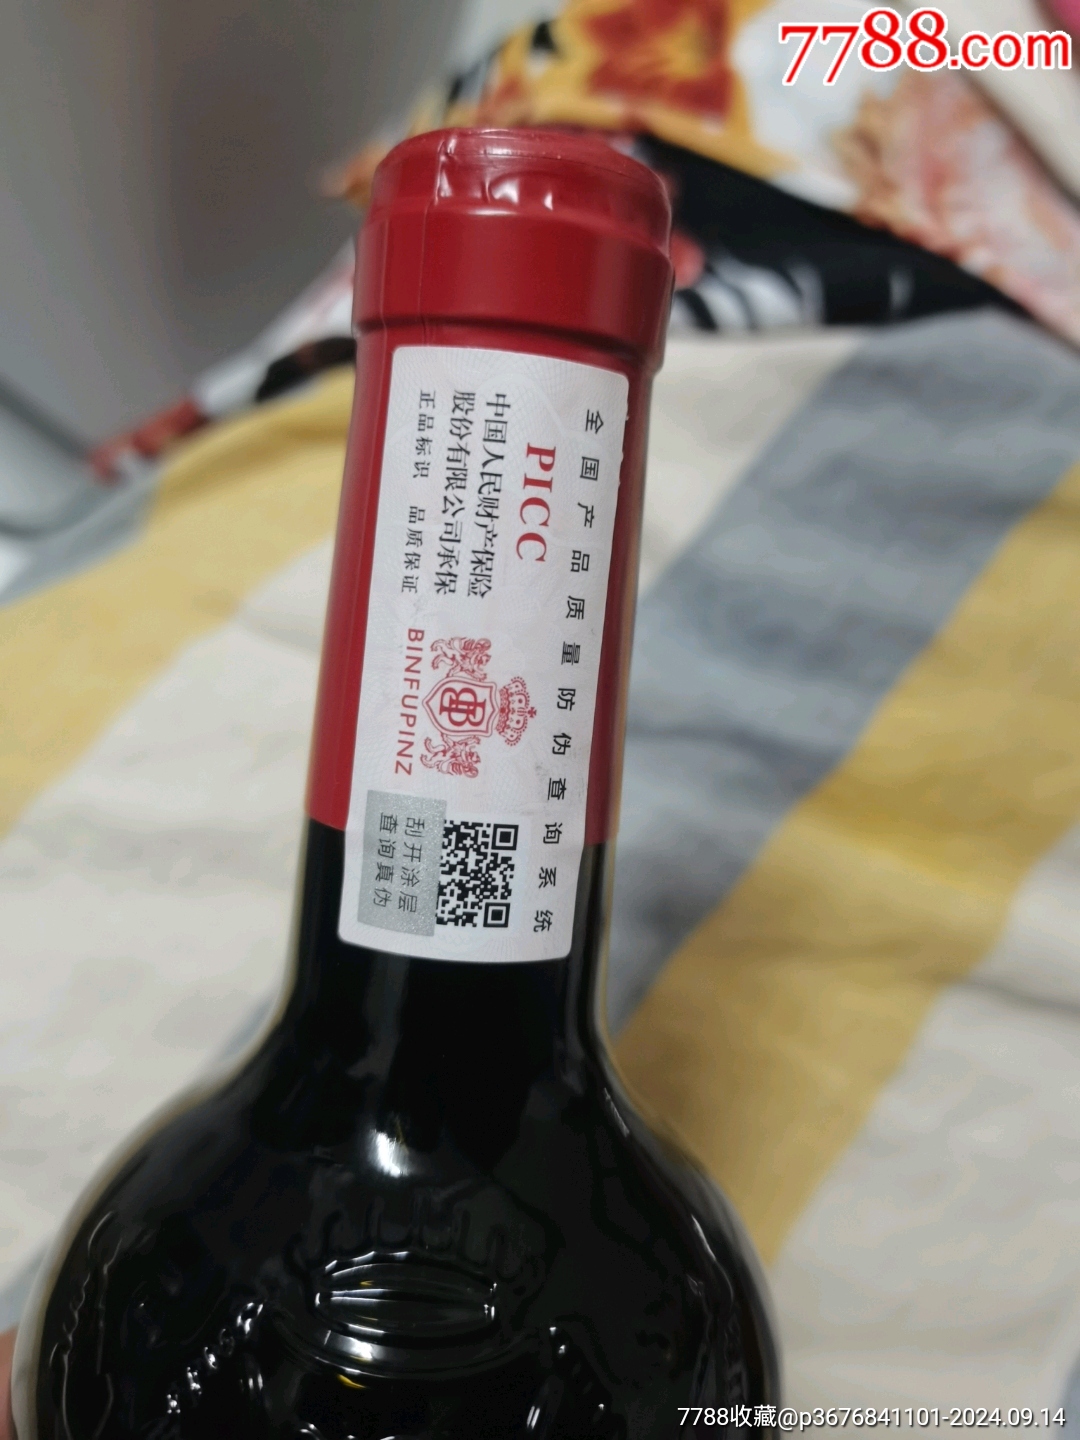 7788.com
全国产品质量防伪查询系统
PICC
中国人民财产保险
股份有限公司承保
正品标识 品质保证
BINFUPINZ
刮开涂层
查询真伪
7788收藏@p3676841101-2024.09.14